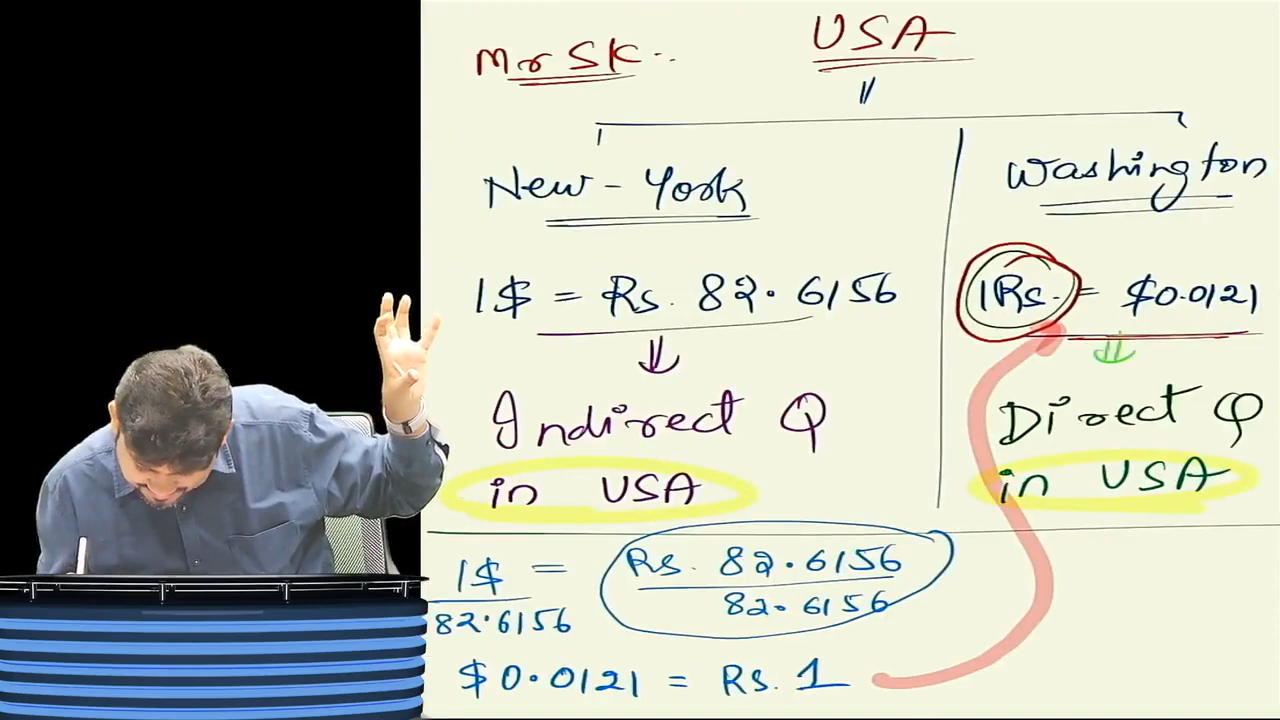 Mr SK..
USA
New-York
1$ = Rs. 82.6156
Indirect Q
in USA
Washington
1Rs. = $0.0121
Direct Q
in USA
1$ = Rs. 82.6156
82.6156 82.6156
$0.0121 = Rs. 1